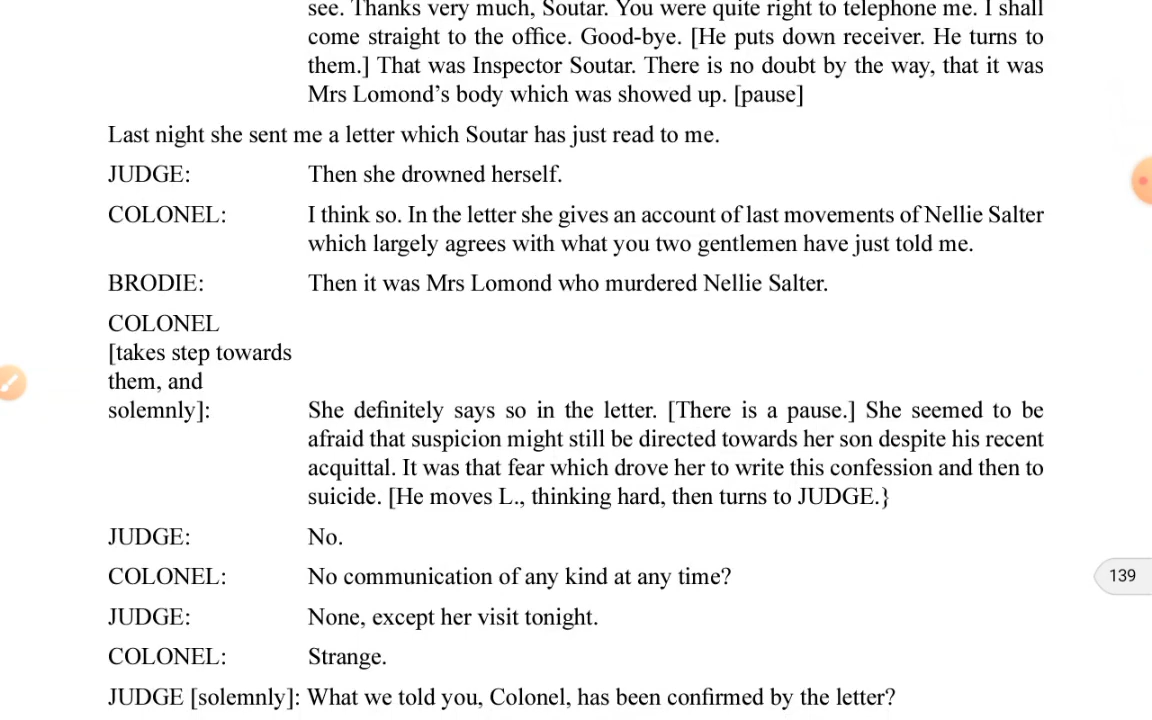 see. Thanks very much, Soutar. You were quite right to telephone me. I shall
come straight to the office. Good-bye. [He puts down receiver. He turns to
them.] That was Inspector Soutar. There is no doubt by the way, that it was
Mrs Lomond’s body which was showed up. [pause]
Last night she sent me a letter which Soutar has just read to me.
JUDGE: Then she drowned herself.
COLONEL: I think so. In the letter she gives an account of last movements of Nellie Salter
which largely agrees with what you two gentlemen have just told me.
BRODIE: Then it was Mrs Lomond who murdered Nellie Salter.
COLONEL
[takes step towards
them, and
solemnly]: She definitely says so in the letter. [There is a pause.] She seemed to be
afraid that suspicion might still be directed towards her son despite his recent
acquittal. It was that fear which drove her to write this confession and then to
suicide. [He moves L., thinking hard, then turns to JUDGE.}
JUDGE: No.
COLONEL: No communication of any kind at any time?
139
JUDGE: None, except her visit tonight.
COLONEL: Strange.
JUDGE [solemnly]: What we told you, Colonel, has been confirmed by the letter?